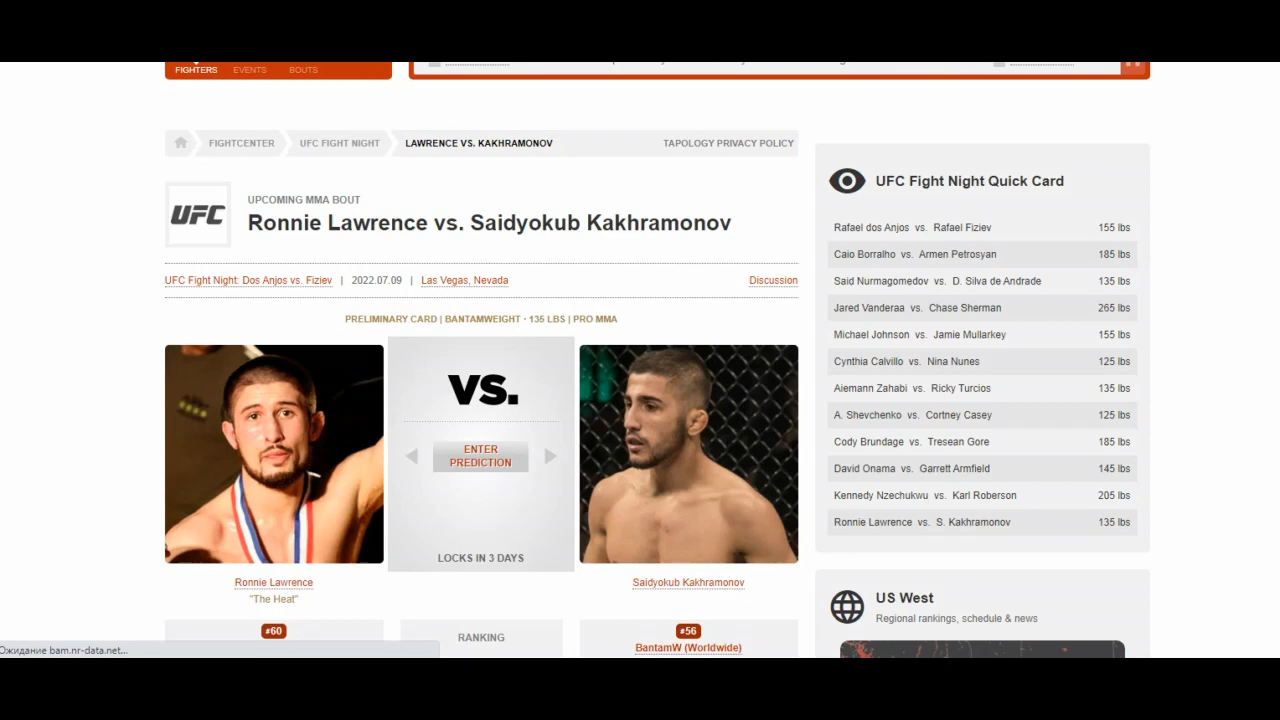 FIGHTERS EVENTS BOUTS
FIGHTCENTER UFC FIGHT NIGHT LAWRENCE VS. KAKHRAMONOV TAPOLOGY PRIVACY POLICY
UFC
UPCOMING MMA BOUT
Ronnie Lawrence vs. Saidyokub Kakhramonov
UFC Fight Night: Dos Anjos vs. Fiziev | 2022.07.09 | Las Vegas, Nevada Discussion
PRELIMINARY CARD | BANTAMWEIGHT · 135 LBS | PRO MMA
VS.
ENTER
PREDICTION
LOCKS IN 3 DAYS
Ronnie Lawrence
"The Heat"
Saidyokub Kakhramonov
#60
RANKING
#56
BantamW (Worldwide)
UFC Fight Night Quick Card
Rafael dos Anjos vs. Rafael Fiziev 155 lbs
Caio Borralho vs. Armen Petrosyan 185 lbs
Said Nurmagomedov vs. D. Silva de Andrade 135 lbs
Jared Vanderaa vs. Chase Sherman 265 lbs
Michael Johnson vs. Jamie Mullarkey 155 lbs
Cynthia Calvillo vs. Nina Nunes 125 lbs
Aiemann Zahabi vs. Ricky Turcios 135 lbs
A. Shevchenko vs. Cortney Casey 125 lbs
Cody Brundage vs. Tresean Gore 185 lbs
David Onama vs. Garrett Armfield 145 lbs
Kennedy Nzechukwu vs. Karl Roberson 205 lbs
Ronnie Lawrence vs. S. Kakhramonov 135 lbs
US West
Regional rankings, schedule & news
Ожидание bam.nr-data.net...